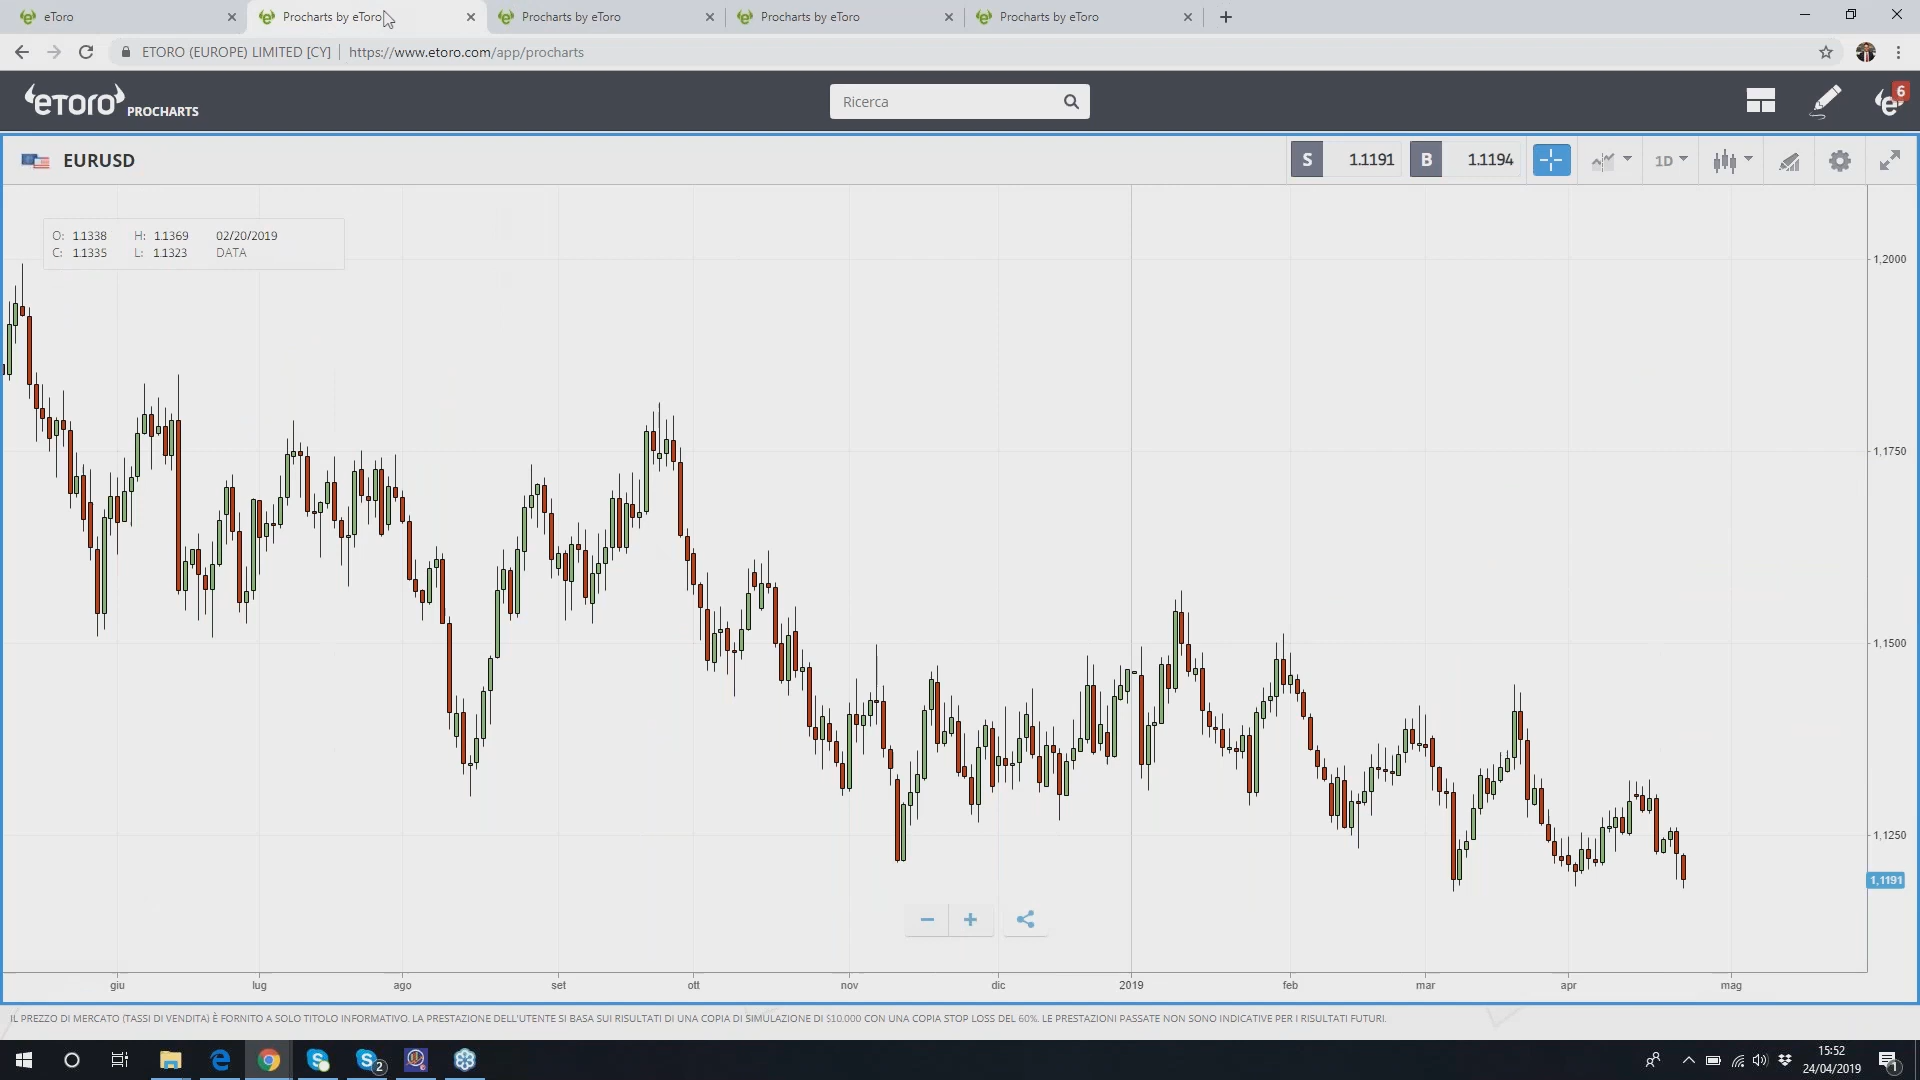 eToro
Procharts by eToro
Procharts by eToro
Procharts by eToro
Procharts by eToro
ETORO (EUROPE) LIMITED [CY] https://www.etoro.com/app/procharts
eToro PROCHARTS
Ricerca
6
EURUSD
S 1.1191 B 1.1194
1D
O: 1.1338 H: 1.1369 02/20/2019
C: 1.1335 L: 1.1323 DATA
1,2000
1,1750
1,1500
1,1250
1,1191
giu lug ago set ott nov dic 2019 feb mar apr mag
IL PREZZO DI MERCATO (TASSI DI VENDITA) È FORNITO A SOLO TITOLO INFORMATIVO. LA PRESTAZIONE DELL'UTENTE SI BASA SUI RISULTATI DI UNA COPIA DI SIMULAZIONE DI $10.000 CON UNA COPIA STOP LOSS DEL 60%. LE PRESTAZIONI PASSATE NON SONO INDICATIVE PER I RISULTATI FUTURI.
2
15:52
24/04/2019
1